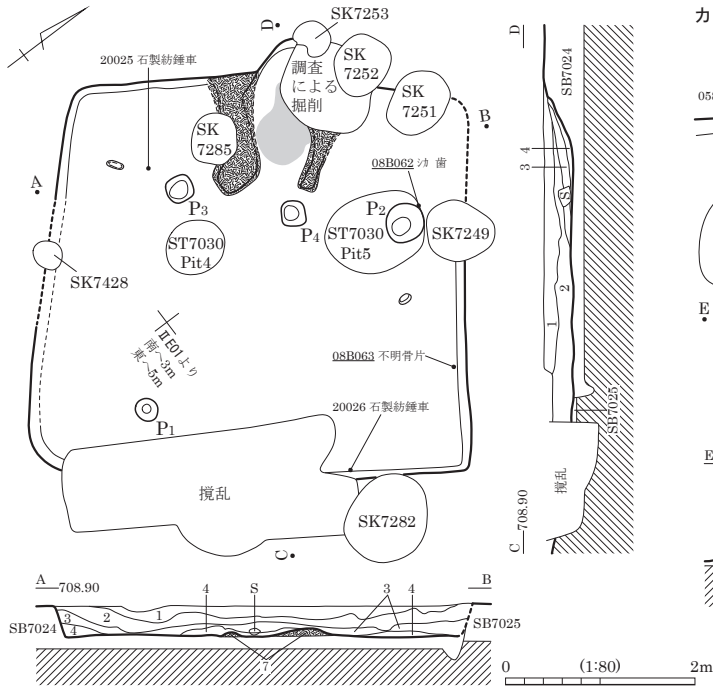 D
SK7253
カ
20025 石製紡錘車
調査
による
掘削
SK
7252
SK
7251
SK
7285
B
A
08B062 シカ 歯
P3
P4
P2
ST7030
Pit4
ST7030
Pit5
SK7249
SK7428
ⅡE01より
南へ3m
東へ5m
08B063 不明骨片
P1
20026 石製紡錘車
撹乱
SK7282
C
D
SB7024
3 4
S
1
2
SB7025
撹乱
C 708.90
E
E
A 708.90
B
SB7024
3
4
2
1
4
S
3
4
7
SB7025
0 (1:80) 2m